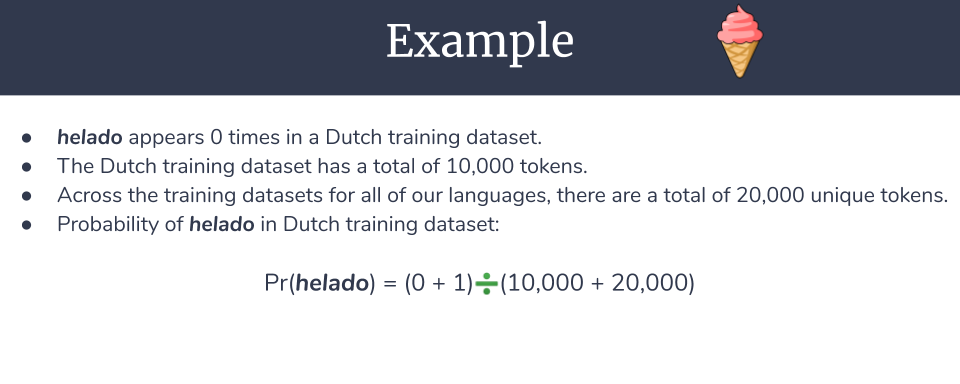 Example
● helado appears 0 times in a Dutch training dataset.
● The Dutch training dataset has a total of 10,000 tokens.
● Across the training datasets for all of our languages, there are a total of 20,000 unique tokens.
● Probability of helado in Dutch training dataset:
Pr(helado) = (0 + 1)➗(10,000 + 20,000)